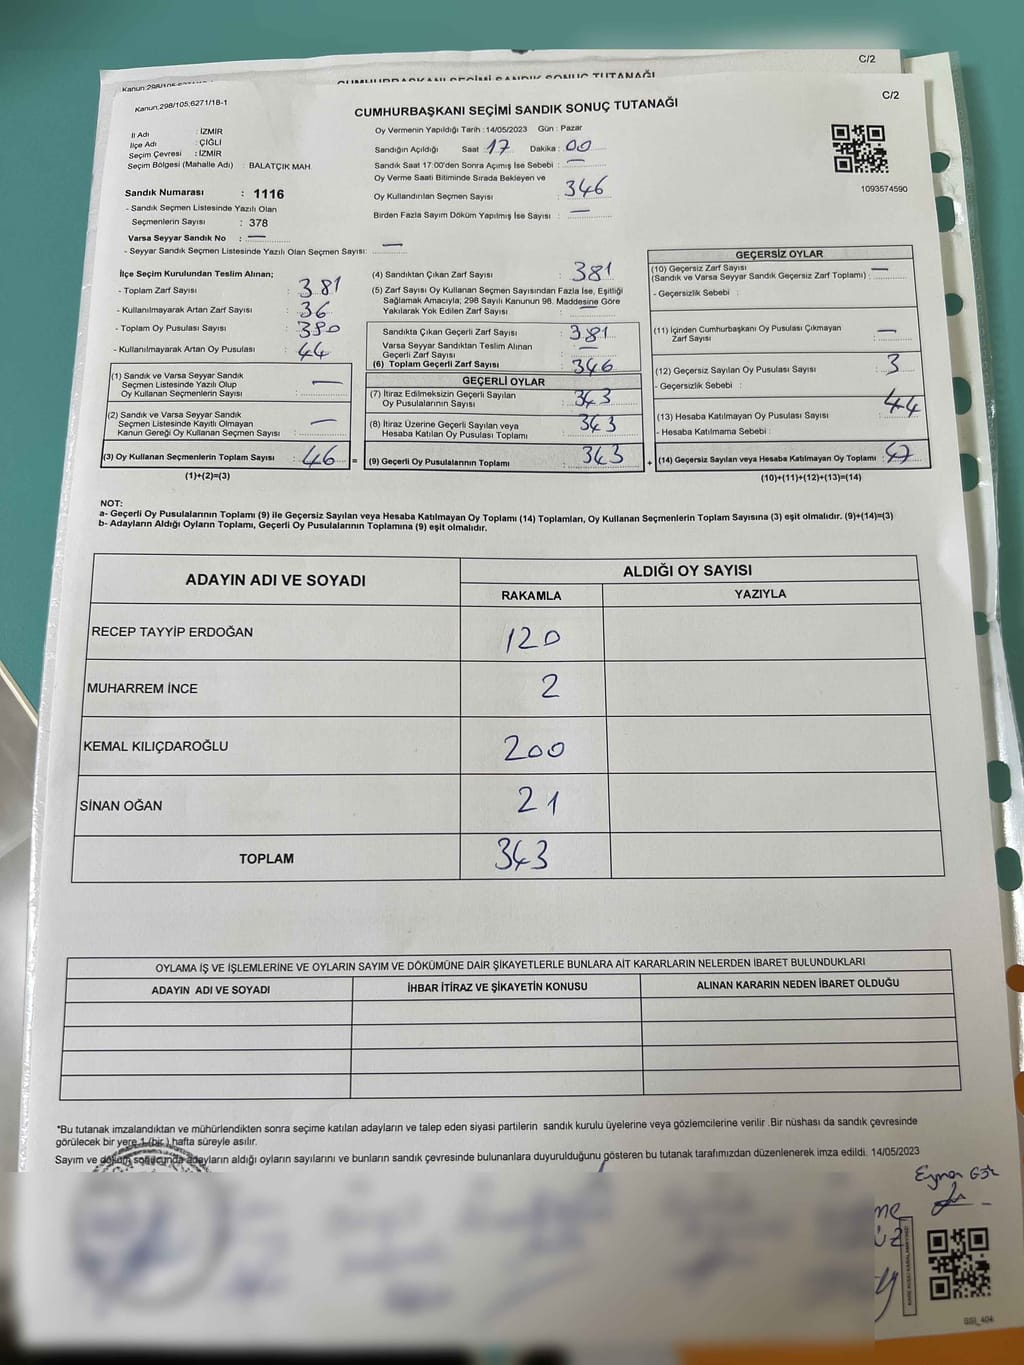 Kanun:298/105;6271/18-1
CUMHURBAŞKANI SEÇİMİ SANDIK SONUÇ TUTANAĞI
C/2
C/2
Kanun:298/105;6271/18-1
CUMHURBAŞKANI SEÇİMİ SANDIK SONUÇ TUTANAĞI
İl Adı : İZMİR
İlçe Adı : ÇİĞLİ
Seçim Çevresi : İZMİR
Seçim Bölgesi (Mahalle Adı) : BALATÇIK MAH.
Sandık Numarası : 1116
- Sandık Seçmen Listesinde Yazılı Olan
Seçmenlerin Sayısı : 378
Varsa Seyyar Sandık No : —
- Seyyar Sandık Seçmen Listesinde Yazılı Olan Seçmen Sayısı: —
Oy Vermenin Yapıldığı Tarih : 14/05/2023 Gün : Pazar
Sandığın Açıldığı Saat 17 Dakika : 00
Sandık Saat 17:00'den Sonra Açımış İse Sebebi : —
Oy Verme Saati Bitiminde Sırada Bekleyen ve
Oy Kullandırılan Seçmen Sayısı : 346
Birden Fazla Sayım Döküm Yapılmış İse Sayısı : —
1093574590
İlçe Seçim Kurulundan Teslim Alınan;
- Toplam Zarf Sayısı : 381
- Kullanılmayarak Artan Zarf Sayısı : 36
- Toplam Oy Pusulası Sayısı : 390
- Kullanılmayarak Artan Oy Pusulası : 44
(1) Sandık ve Varsa Seyyar Sandık
Seçmen Listesinde Yazılı Olup
Oy Kullanan Seçmenlerin Sayısı : —
(2) Sandık ve Varsa Seyyar Sandık
Seçmen Listesinde Kayıtlı Olmayan
Kanun Gereği Oy Kullanan Seçmen Sayısı : —
(3) Oy Kullanan Seçmenlerin Toplam Sayısı : 46 =
(1)+(2)=(3)
(4) Sandıktan Çıkan Zarf Sayısı : 381
(5) Zarf Sayısı Oy Kullanan Seçmen Sayısından Fazla İse, Eşitliği
Sağlamak Amacıyla; 298 Sayılı Kanunun 98. Maddesine Göre
Yakılarak Yok Edilen Zarf Sayısı : —
Sandıkta Çıkan Geçerli Zarf Sayısı : 381
Varsa Seyyar Sandıktan Teslim Alınan
Geçerli Zarf Sayısı : —
(6) Toplam Geçerli Zarf Sayısı : 346
GEÇERLİ OYLAR
(7) İtiraz Edilmeksizin Geçerli Sayılan
Oy Pusulalarının Sayısı : 343
(8) İtiraz Üzerine Geçerli Sayılan veya
Hesaba Katılan Oy Pusulası Toplamı : 343
(9) Geçerli Oy Pusulalarının Toplamı : 343 +
GEÇERSİZ OYLAR
(10) Geçersiz Zarf Sayısı
(Sandık ve Varsa Seyyar Sandık Geçersiz Zarf Toplamı) : —
- Geçersizlik Sebebi :
(11) İçinden Cumhurbaşkanı Oy Pusulası Çıkmayan
Zarf Sayısı : —
(12) Geçersiz Sayılan Oy Pusulası Sayısı : 3
- Geçersizlik Sebebi :
(13) Hesaba Katılmayan Oy Pusulası Sayısı : 44
- Hesaba Katılmama Sebebi :
(14) Geçersiz Sayılan veya Hesaba Katılmayan Oy Toplamı :
(10)+(11)+(12)+(13)=(14)
NOT:
a- Geçerli Oy Pusulalarının Toplamı (9) ile Geçersiz Sayılan veya Hesaba Katılmayan Oy Toplamı (14) Toplamları, Oy Kullanan Seçmenlerin Toplam Sayısına (3) eşit olmalıdır. (9)+(14)=(3)
b- Adayların Aldığı Oyların Toplamı, Geçerli Oy Pusulalarının Toplamına (9) eşit olmalıdır.
ADAYIN ADI VE SOYADI
ALDIĞI OY SAYISI
RAKAMLA YAZIYLA
RECEP TAYYİP ERDOĞAN 120
MUHARREM İNCE 2
KEMAL KILIÇDAROĞLU 200
SİNAN OĞAN 21
TOPLAM 343
OYLAMA İŞ VE İŞLEMLERİNE VE OYLARIN SAYIM VE DÖKÜMÜNE DAİR ŞİKAYETLERLE BUNLARA AİT KARARLARIN NELERDEN İBARET BULUNDUKLARI
ADAYIN ADI VE SOYADI İHBAR İTİRAZ VE ŞİKAYETİN KONUSU ALINAN KARARIN NEDEN İBARET OLDUĞU
*Bu tutanak imzalandıktan ve mühürlendikten sonra seçime katılan adayların ve talep eden siyasi partilerin sandık kurulu üyelerine veya gözlemcilerine verilir .Bir nüshası da sandık çevresinde
görülecek bir yere 1 (bir ) hafta süreyle asılır.
Sayım ve döküm sonucunda adayların aldığı oyların sayılarını ve bunların sandık çevresinde bulunanlara duyurulduğunu gösteren bu tutanak tarafımızdan düzenlenerek imza edildi. 14/05/2023
GSI_404